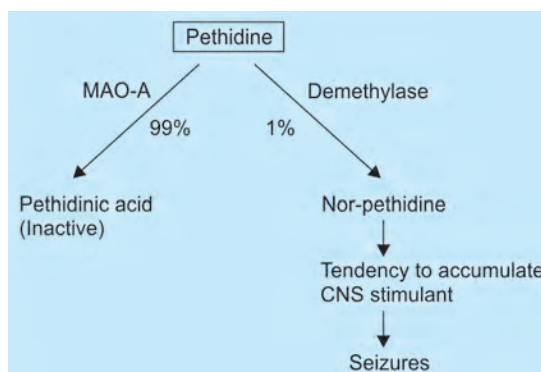 Pethidine
MAO-A
Demethylase
99%
1%
Pethidinic acid
(Inactive)
Nor-pethidine
Tendency to accumulate
CNS stimulant
Seizures